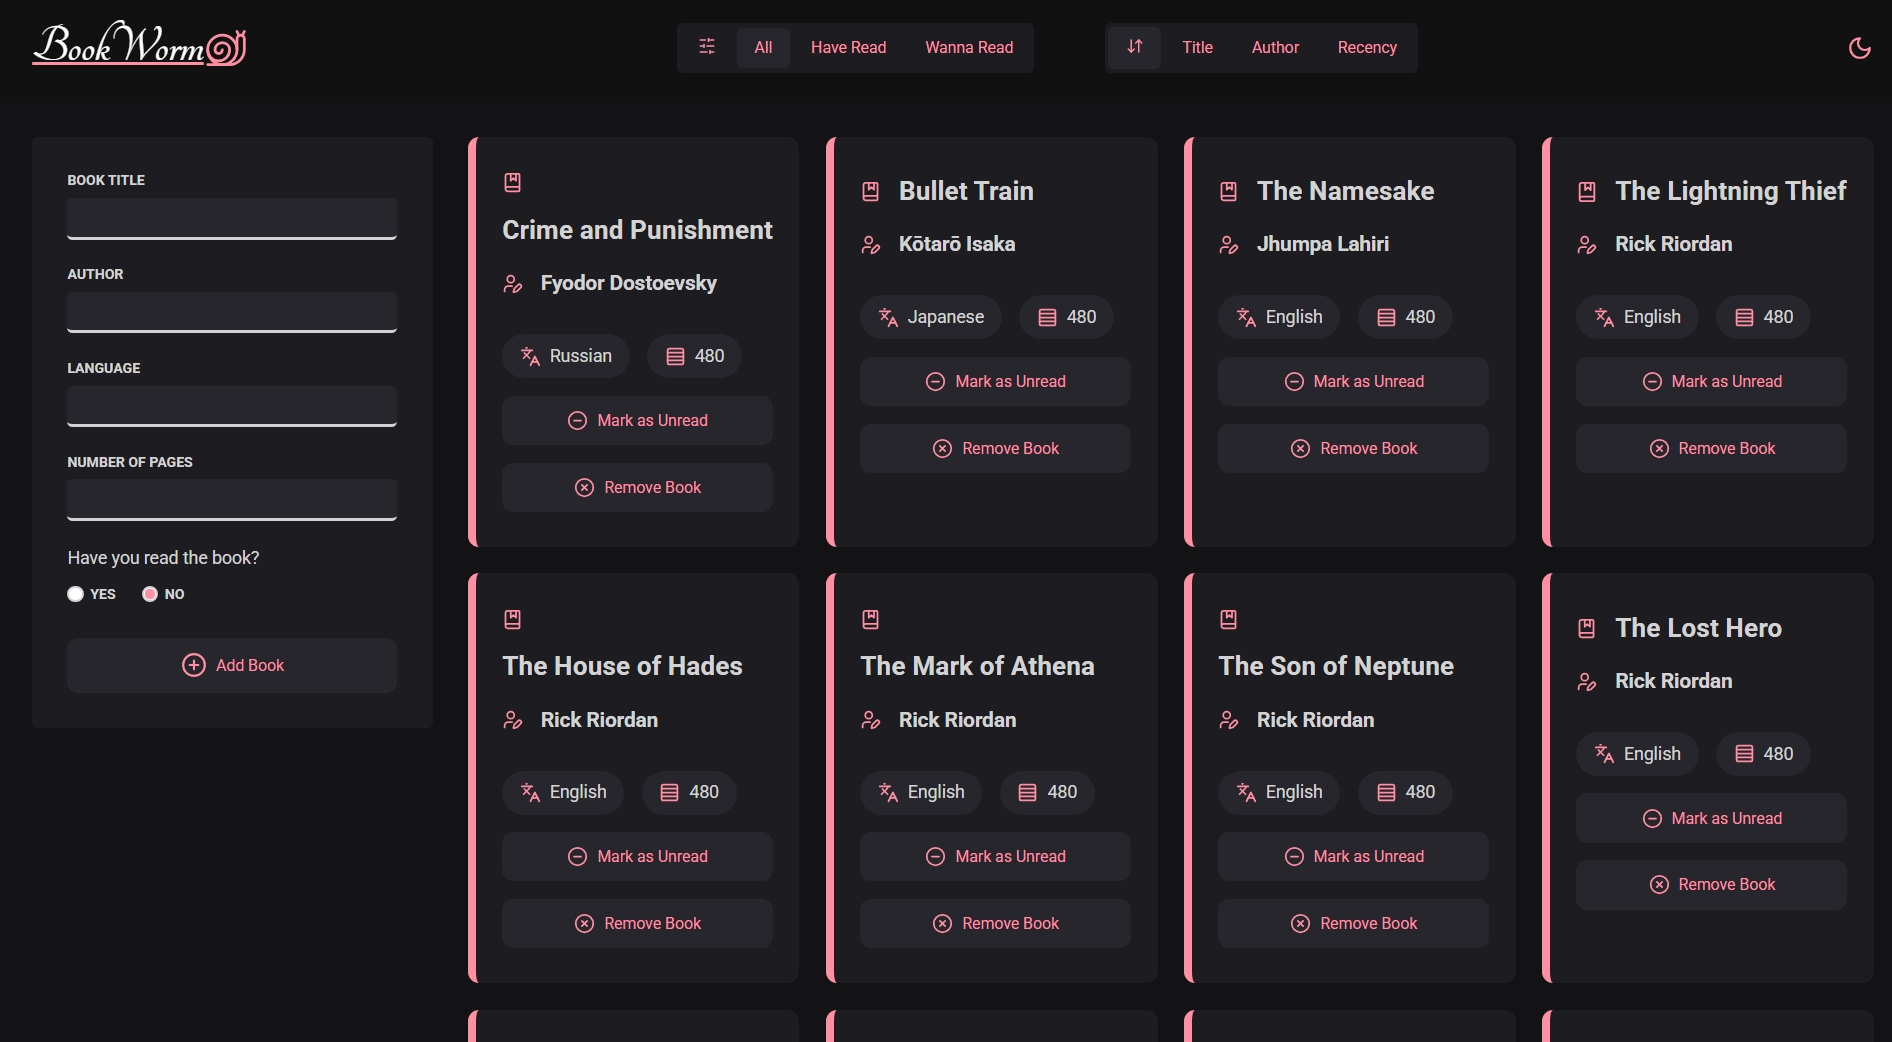 BookWorm
All Have Read Wanna Read
Title Author Recency
BOOK TITLE
AUTHOR
LANGUAGE
NUMBER OF PAGES
Have you read the book?
YES NO
Add Book
Crime and Punishment
Fyodor Dostoevsky
Russian 480
Mark as Unread
Remove Book
Bullet Train
Kōtarō Isaka
Japanese 480
Mark as Unread
Remove Book
The Namesake
Jhumpa Lahiri
English 480
Mark as Unread
Remove Book
The Lightning Thief
Rick Riordan
English 480
Mark as Unread
Remove Book
The House of Hades
Rick Riordan
English 480
Mark as Unread
Remove Book
The Mark of Athena
Rick Riordan
English 480
Mark as Unread
Remove Book
The Son of Neptune
Rick Riordan
English 480
Mark as Unread
Remove Book
The Lost Hero
Rick Riordan
English 480
Mark as Unread
Remove Book